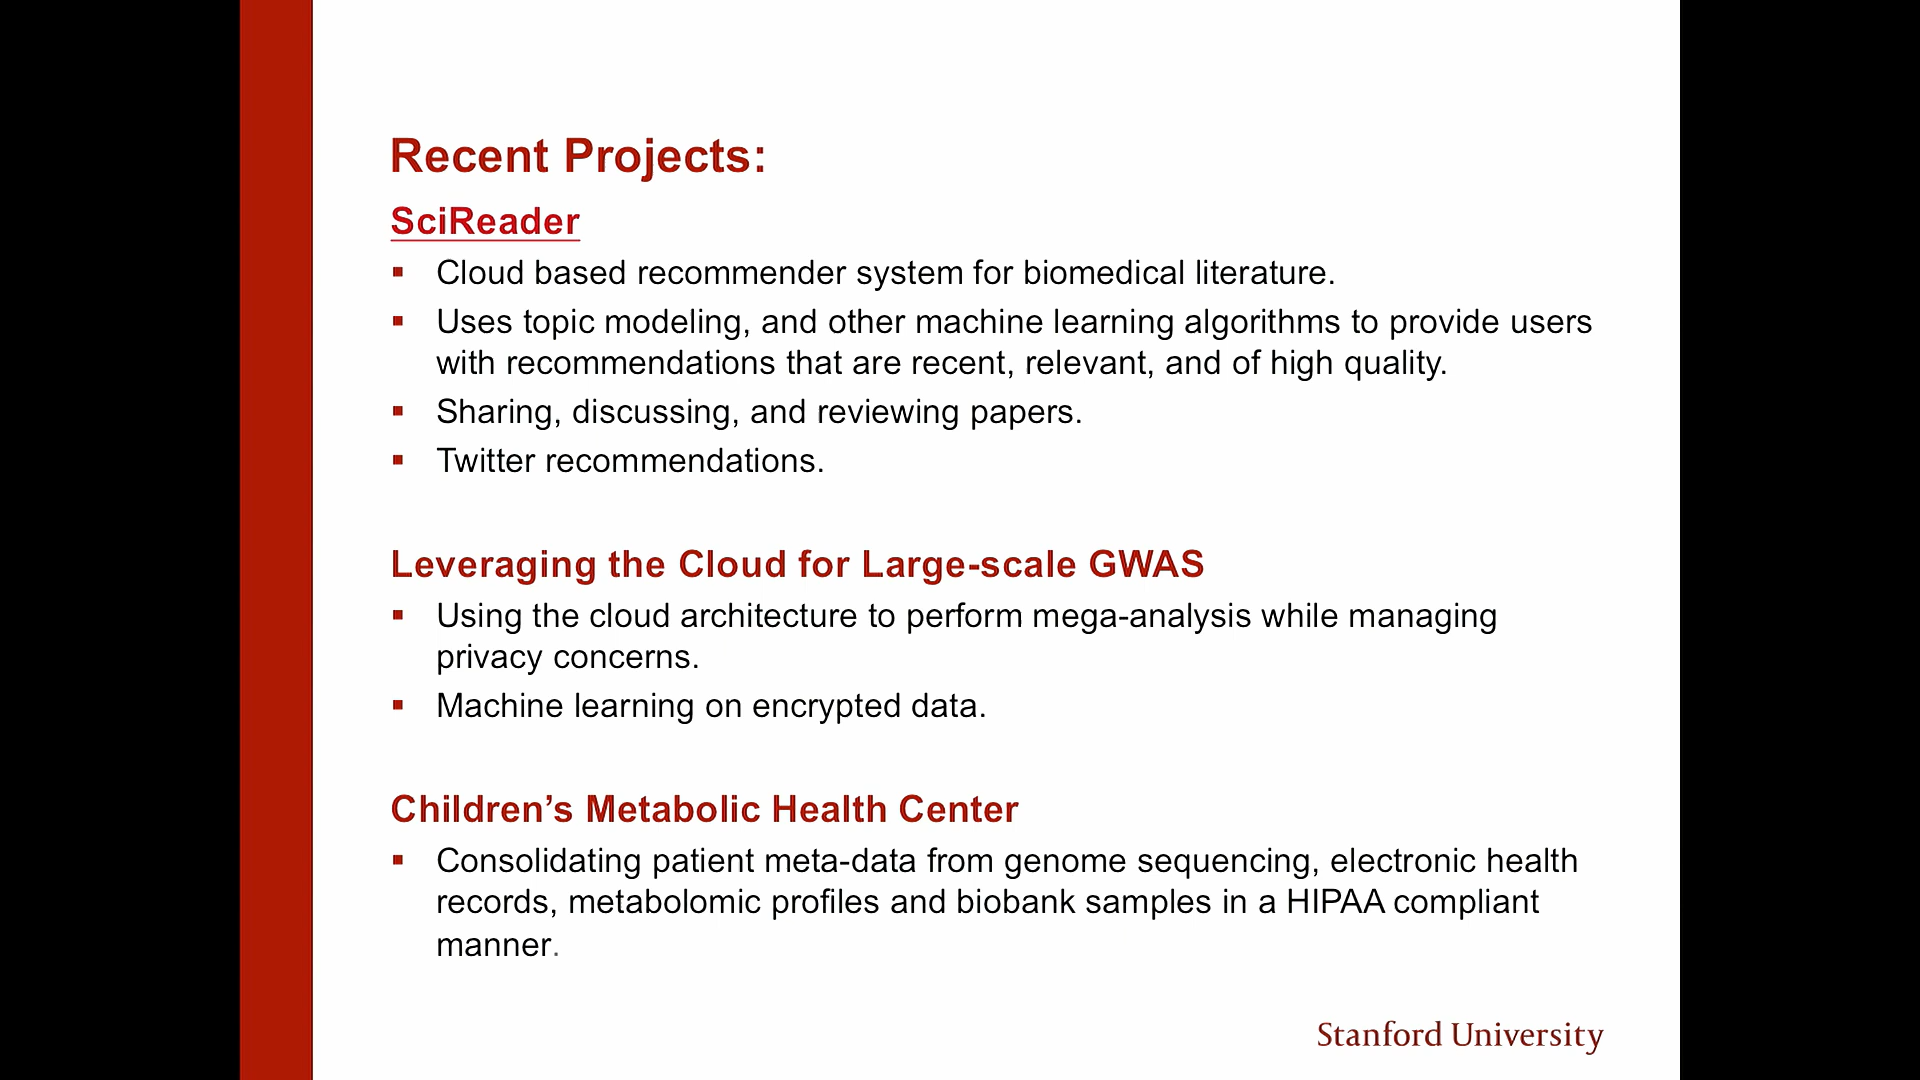 Recent Projects:
SciReader
▪ Cloud based recommender system for biomedical literature.
▪ Uses topic modeling, and other machine learning algorithms to provide users
with recommendations that are recent, relevant, and of high quality.
▪ Sharing, discussing, and reviewing papers.
▪ Twitter recommendations.
Leveraging the Cloud for Large-scale GWAS
▪ Using the cloud architecture to perform mega-analysis while managing
privacy concerns.
▪ Machine learning on encrypted data.
Children’s Metabolic Health Center
▪ Consolidating patient meta-data from genome sequencing, electronic health
records, metabolomic profiles and biobank samples in a HIPAA compliant
manner.
Stanford University